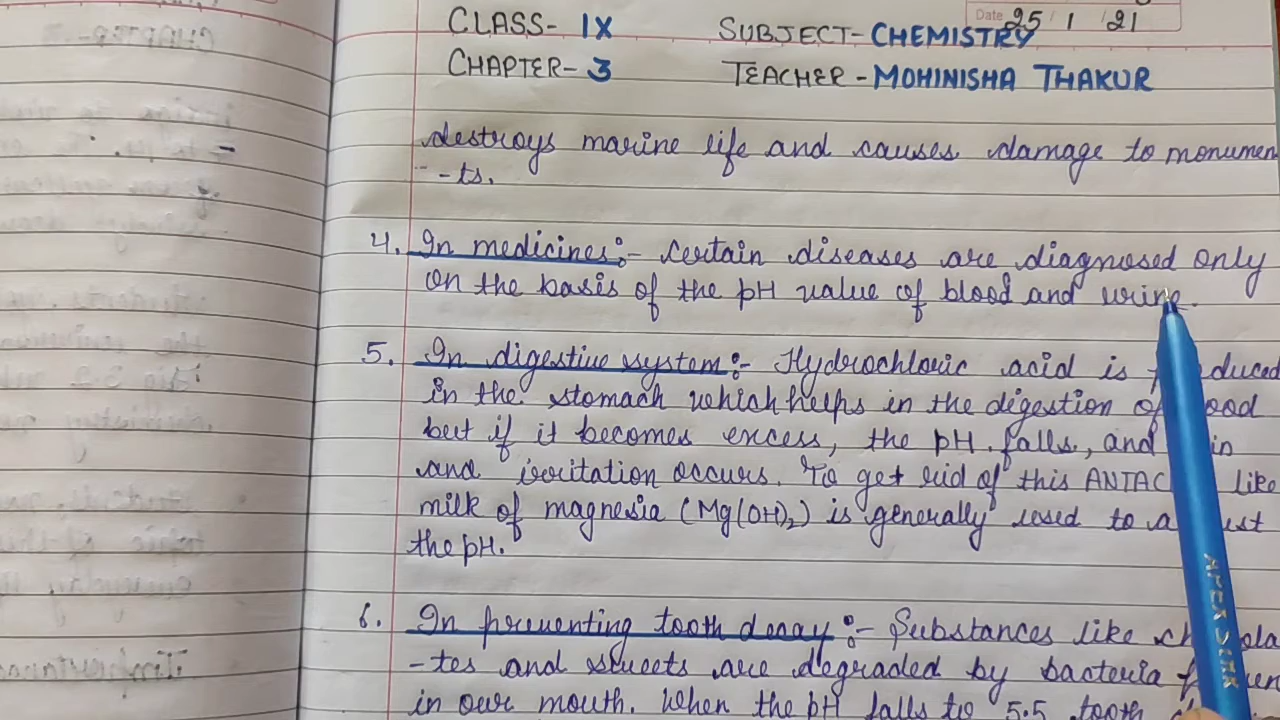 CLASS- IX SUBJECT- CHEMISTRY Date 25 / 1 / 21
CHAPTER- 3 TEACHER - MOHINISHA THAKUR
destroys marine life and causes damage to monumen
-ts.
4. In medicines:- Certain diseases are diagnosed only
on the basis of the pH value of blood and urine.
5. In digestive system:- Hydrochloric acid is
in the stomach which helps in the digestion of
but if it becomes excess, the pH falls, and
and irritation occurs. To get rid of this like
milk of magnesia (Mg(OH)₂) is generally used to
the pH.
6. In preventing tooth decay:- Substances like
-tes and sweets are degraded by bacteria
in our mouth. When the pH falls to 5.5 tooth